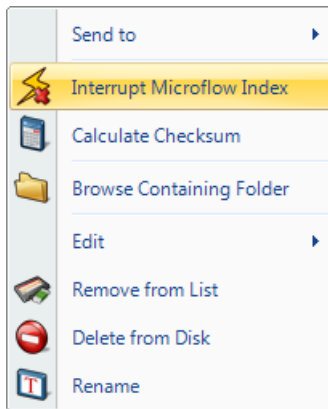 Send to
Interrupt Microflow Index
Calculate Checksum
Browse Containing Folder
Edit
Remove from List
Delete from Disk
T Rename